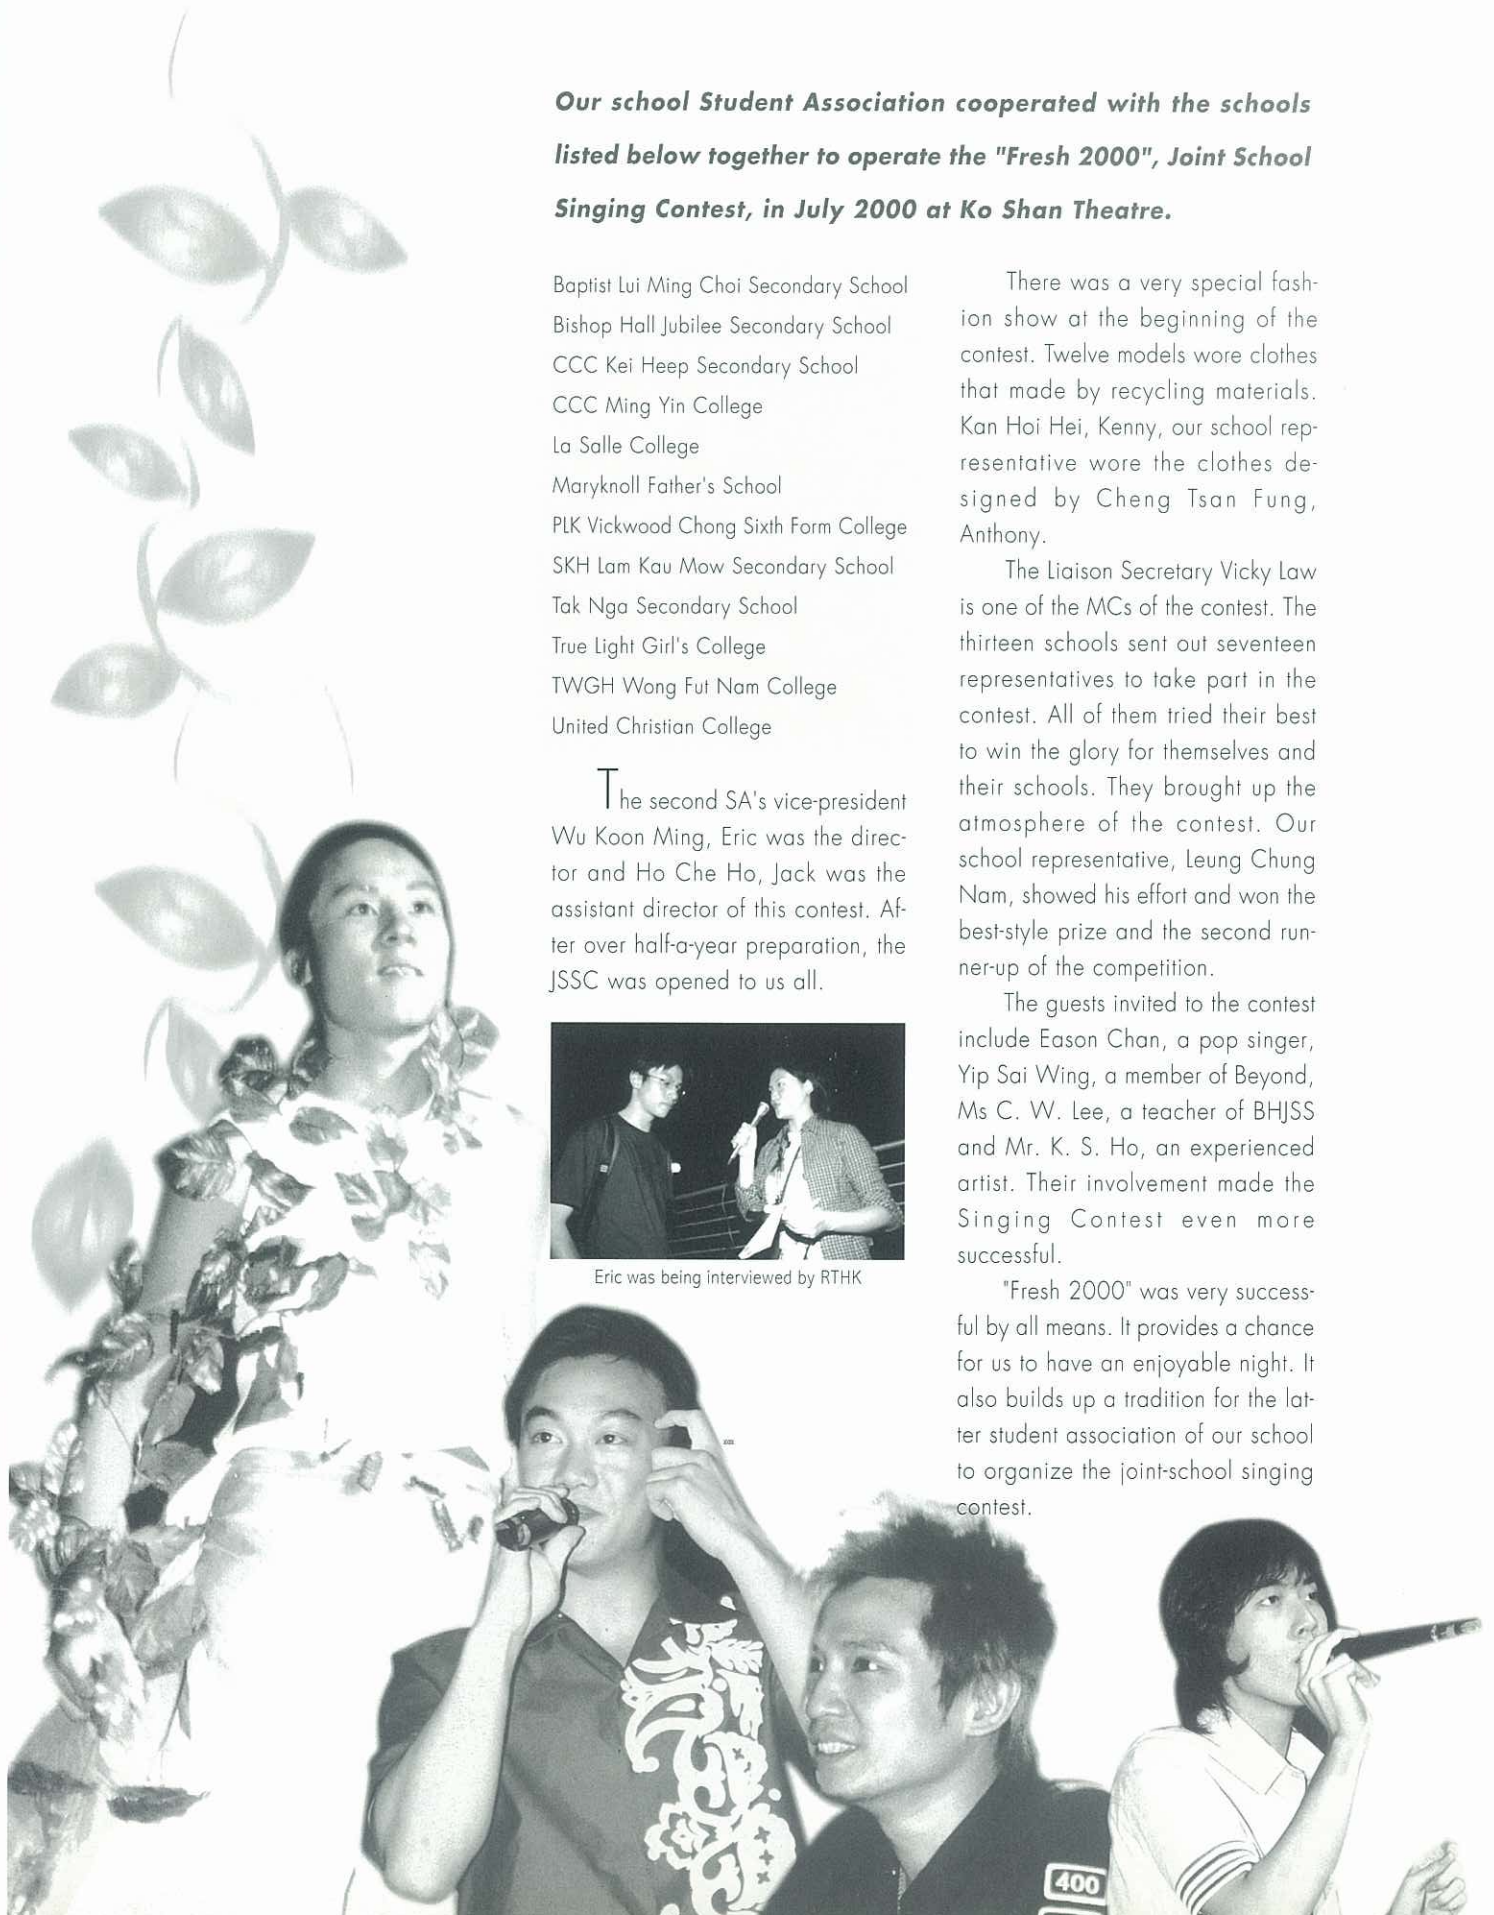 Our school Student Association cooperated with the schools
listed below together to operate the "Fresh 2000", Joint School
Singing Contest, in July 2000 at Ko Shan Theatre.
Baptist Lui Ming Choi Secondary School
Bishop Hall Jubilee Secondary School
CCC Kei Heep Secondary School
CCC Ming Yin College
La Salle College
Maryknoll Father's School
PLK Vickwood Chong Sixth Form College
SKH Lam Kau Mow Secondary School
Tak Nga Secondary School
True Light Girl's College
TWGH Wong Fut Nam College
United Christian College
The second SA's vice-president
Wu Koon Ming, Eric was the direc-
tor and Ho Che Ho, Jack was the
assistant director of this contest. Af-
ter over half-a-year preparation, the
JSSC was opened to us all.
Eric was being interviewed by RTHK
There was a very special fash-
ion show at the beginning of the
contest. Twelve models wore clothes
that made by recycling materials.
Kan Hoi Hei, Kenny, our school rep-
resentative wore the clothes de-
signed by Cheng Tsan Fung,
Anthony.
The Liaison Secretary Vicky Law
is one of the MCs of the contest. The
thirteen schools sent out seventeen
representatives to take part in the
contest. All of them tried their best
to win the glory for themselves and
their schools. They brought up the
atmosphere of the contest. Our
school representative, Leung Chung
Nam, showed his effort and won the
best-style prize and the second run-
ner-up of the competition.
The guests invited to the contest
include Eason Chan, a pop singer,
Yip Sai Wing, a member of Beyond,
Ms C. W. Lee, a teacher of BHJSS
and Mr. K. S. Ho, an experienced
artist. Their involvement made the
Singing Contest even more
successful.
"Fresh 2000" was very success-
ful by all means. It provides a chance
for us to have an enjoyable night. It
also builds up a tradition for the lat-
ter student association of our school
to organize the joint-school singing
contest.
400